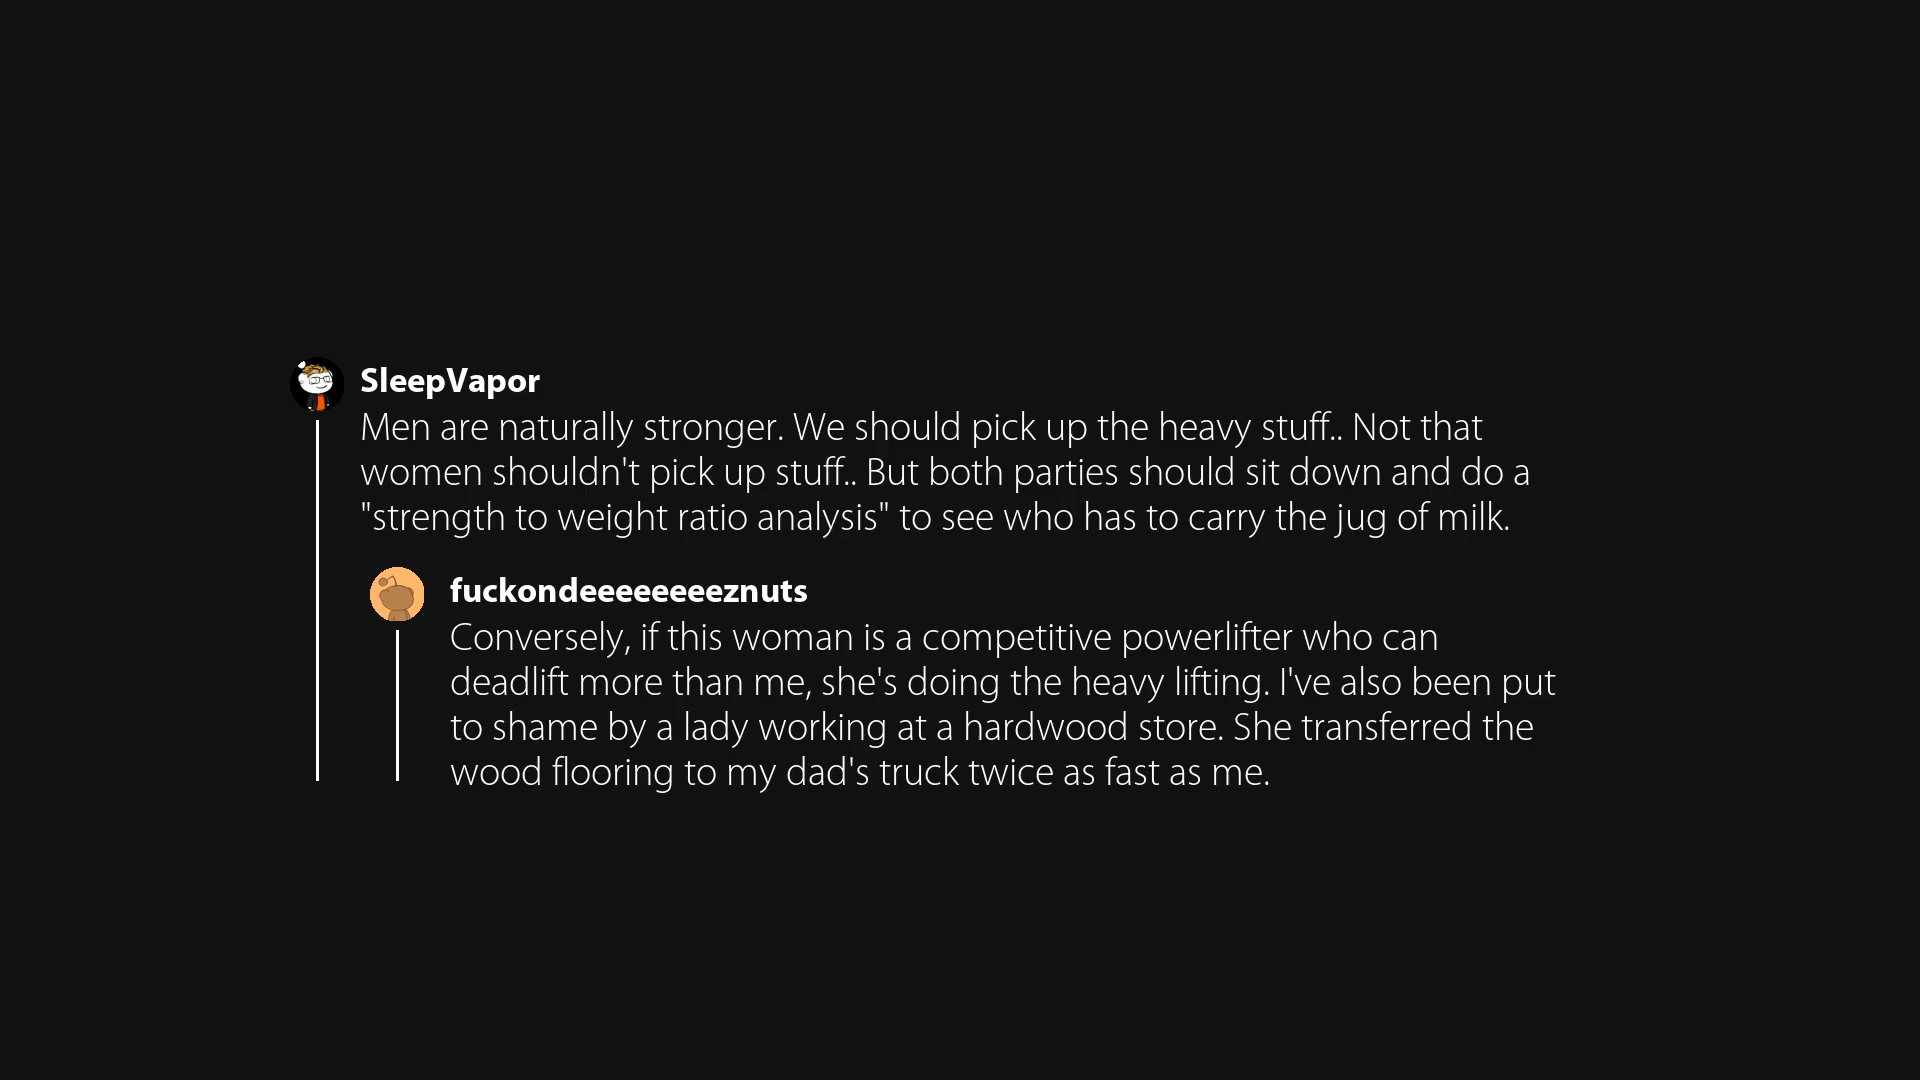 SleepVapor
Men are naturally stronger. We should pick up the heavy stuff.. Not that
women shouldn't pick up stuff.. But both parties should sit down and do a
"strength to weight ratio analysis" to see who has to carry the jug of milk.
fuckondeeeeeeeeznuts
Conversely, if this woman is a competitive powerlifter who can
deadlift more than me, she's doing the heavy lifting. I've also been put
to shame by a lady working at a hardwood store. She transferred the
wood flooring to my dad's truck twice as fast as me.